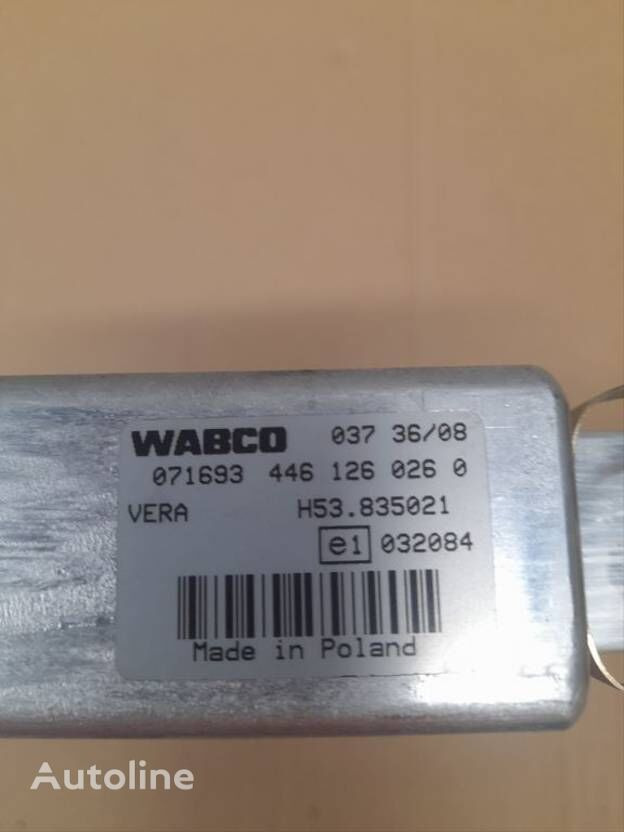 WABCO 037 36/08
071693 446 126 026 0
VERA H53.835021
e1 032084
Made in Poland
Autoline